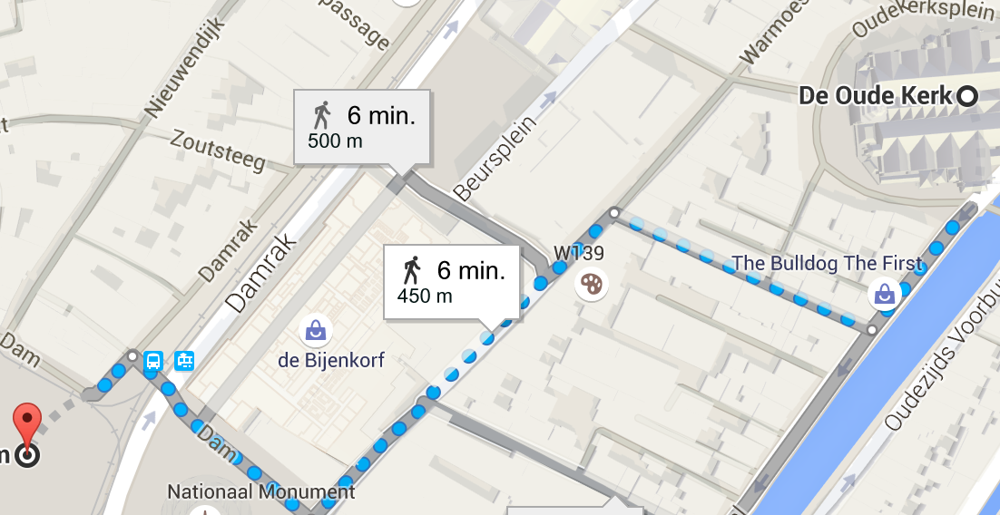 passage
Nieuwendijk
Warmoes
Oudekerksplein
De Oude Kerk
6 min.
500 m
Zoutsteeg
Beursplein
Damrak
Damrak
W139
6 min.
450 m
The Bulldog The First
de Bijenkorf
Dam
Oudezijds Voorbu
Dam
Nationaal Monument